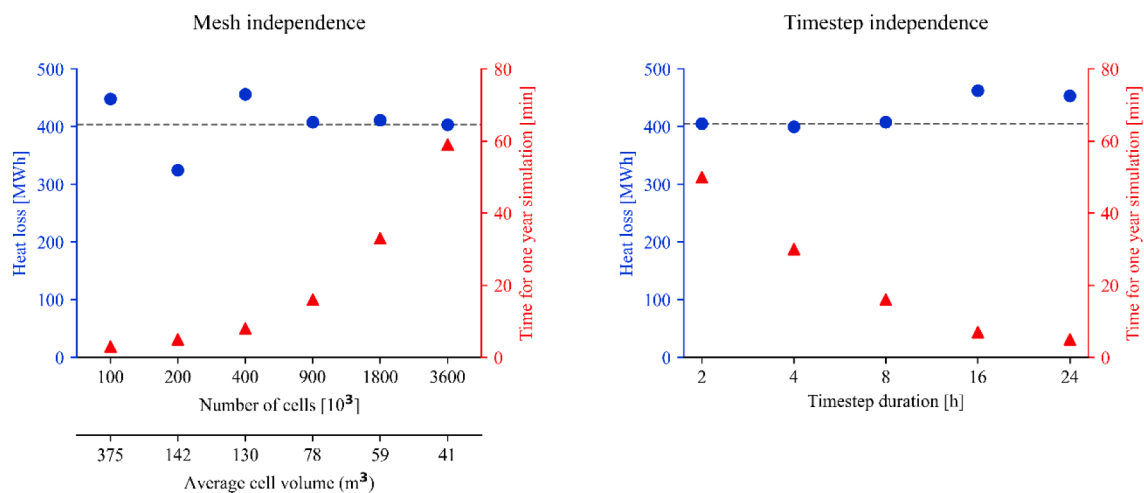 Mesh independence
500
400
300
200
100
0
Heat loss [MWh]
80
60
40
20
0
Time for one year simulation [min]
100 200 400 900 1800 3600
Number of cells [10³]
375 142 130 78 59 41
Average cell volume (m³)
Timestep independence
500
400
300
200
100
0
Heat loss [MWh]
80
60
40
20
0
Time for one year simulation [min]
2 4 8 16 24
Timestep duration [h]